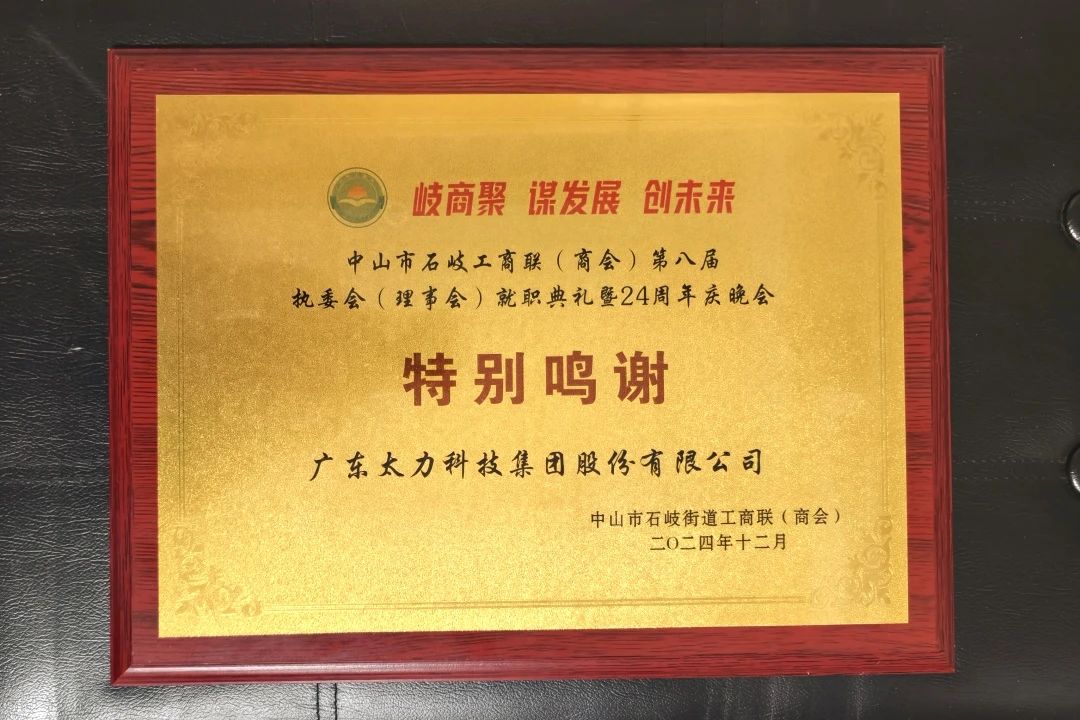 岐商聚 谋发展 创未来
中山市石岐工商联（商会）第八届
执委会（理事会）就职典礼暨24周年庆晚会
特别鸣谢
广东太力科技集团股份有限公司
中山市石岐街道工商联（商会）
二〇二四年十二月